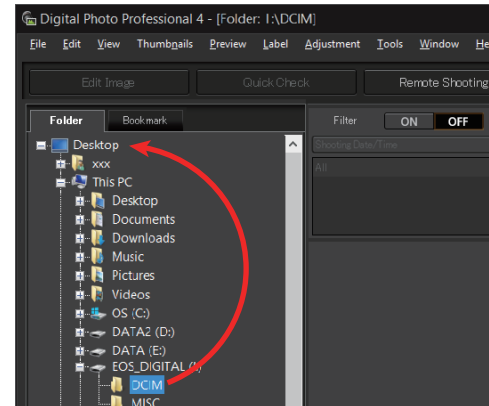 Digital Photo Professional 4 - [Folder: I:\DCIM]
File Edit View Thumbnails Preview Label Adjustment Tools Window He
Edit Image Quick Check Remote Shooting
Folder Bookmark Filter ON OFF
Desktop Shooting Date/Time
xxx All
This PC
Desktop
Documents
Downloads
Music
Pictures
Videos
OS (C:)
DATA2 (D:)
DATA (E:)
EOS_DIGITAL (I:)
DCIM
MISC